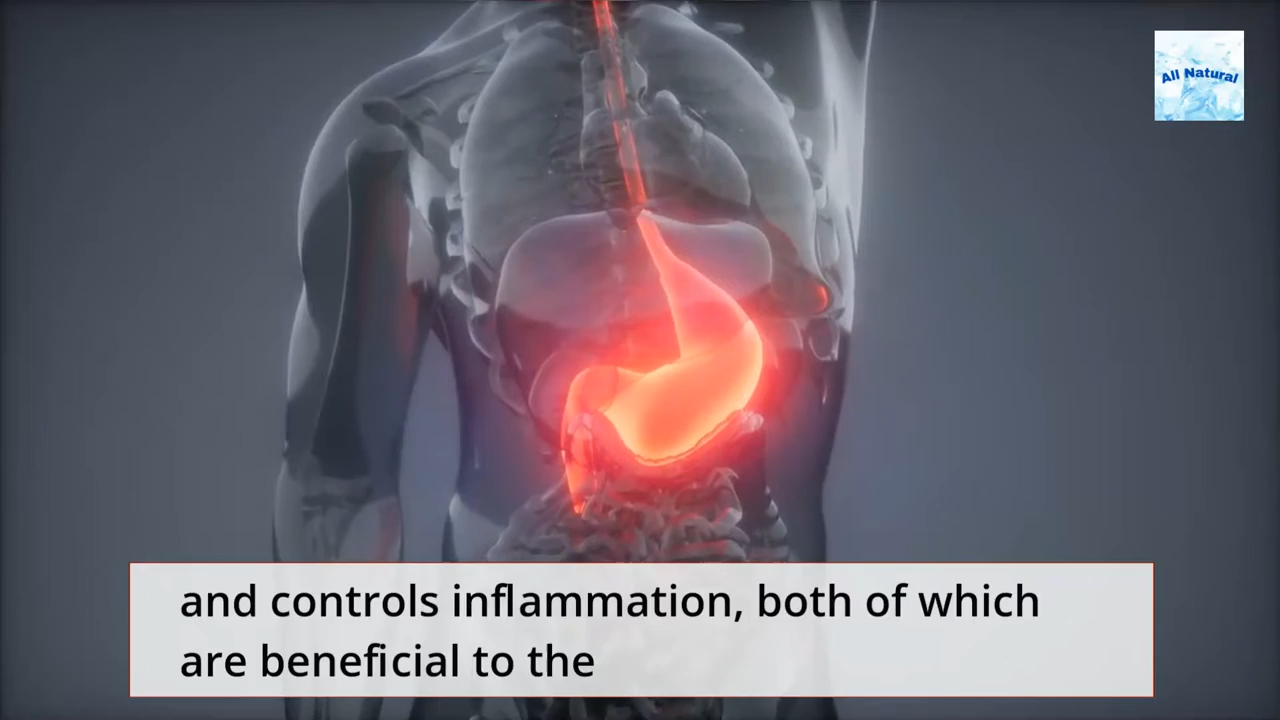 All Natural
and controls inflammation, both of which
are beneficial to the